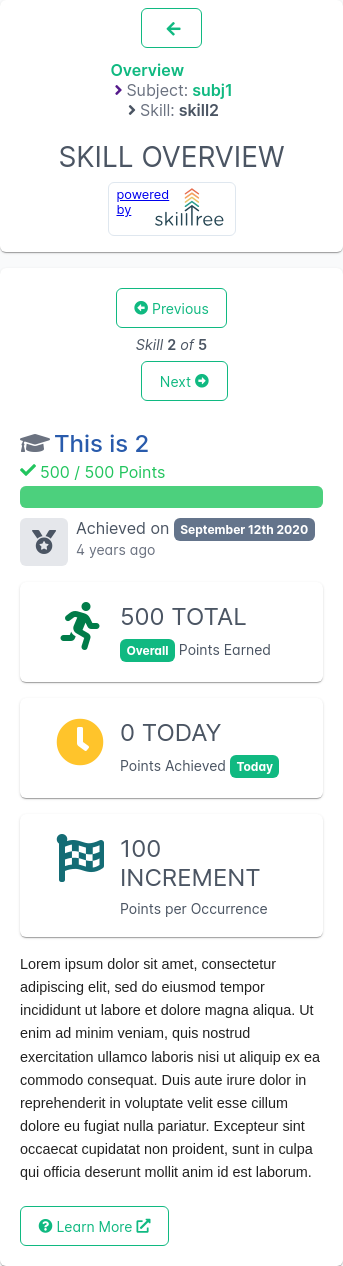 Overview
Subject: subj1
Skill: skill2
SKILL OVERVIEW
powered
by
skilltree
Previous
Skill 2 of 5
Next
This is 2
500 / 500 Points
Achieved on September 12th 2020
4 years ago
500 TOTAL
Overall Points Earned
0 TODAY
Points Achieved Today
100
INCREMENT
Points per Occurrence
Lorem ipsum dolor sit amet, consectetur
adipiscing elit, sed do eiusmod tempor
incididunt ut labore et dolore magna aliqua. Ut
enim ad minim veniam, quis nostrud
exercitation ullamco laboris nisi ut aliquip ex ea
commodo consequat. Duis aute irure dolor in
reprehenderit in voluptate velit esse cillum
dolore eu fugiat nulla pariatur. Excepteur sint
occaecat cupidatat non proident, sunt in culpa
qui officia deserunt mollit anim id est laborum.
Learn More